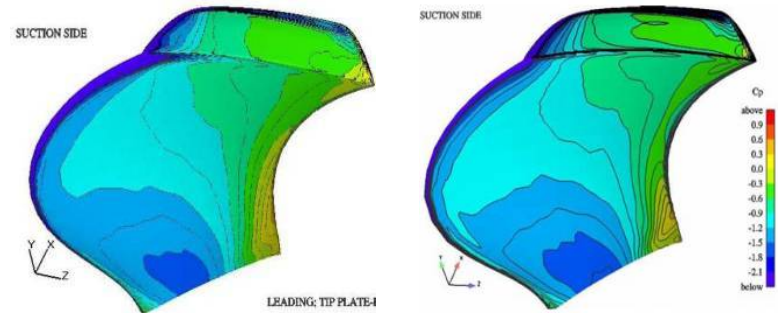 SUCTION SIDE
Y X
Z
LEADING; TIP PLATE-I
SUCTION SIDE
Cp
above
0.9
0.6
0.3
0.0
-0.3
-0.6
-0.9
-1.2
-1.5
-1.8
-2.1
below
Y X
Z